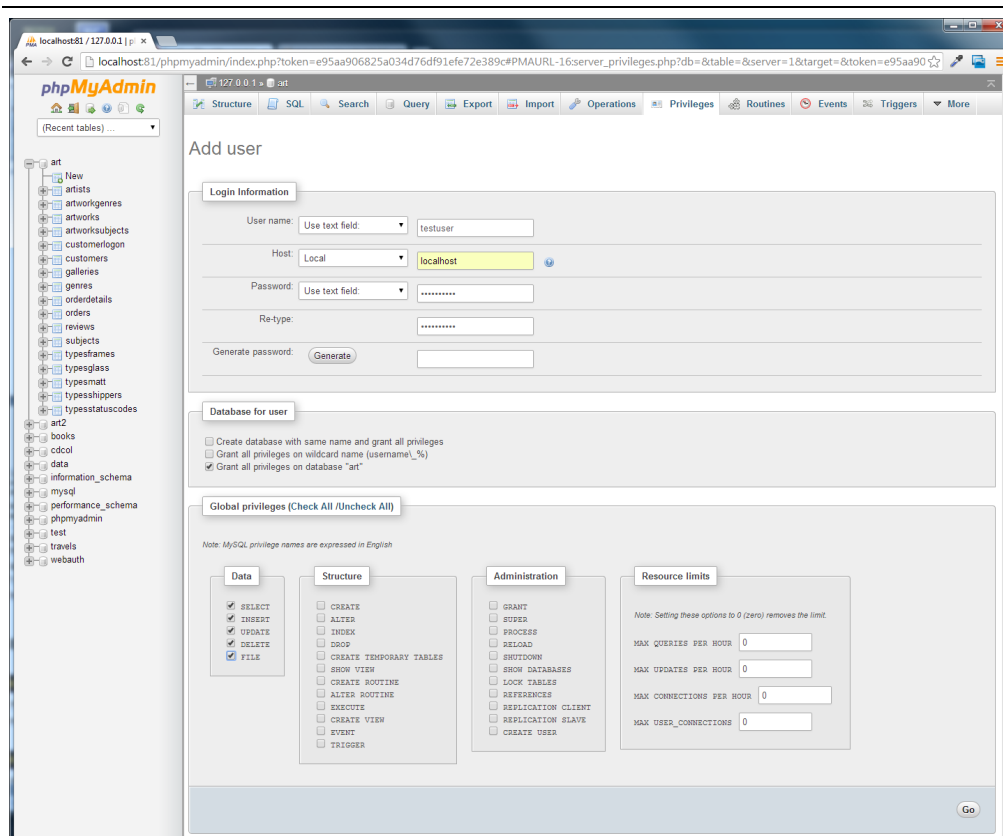 localhost:81 / 127.0.0.1 | p
localhost:81/phpmyadmin/index.php?token=e95aa906825a034d76df91efe72e389c#PMAURL-16:server_privileges.php?db=&table=&server=1&target=&token=e95aa90
phpMyAdmin
(Recent tables) ...
art
New
artists
artworkgenres
artworks
artworksubjects
customerlogon
customers
galleries
genres
orderdetails
orders
reviews
subjects
typesframes
typesglass
typesmatt
typesshippers
typesstatuscodes
art2
books
cdcol
data
information_schema
mysql
performance_schema
phpmyadmin
test
travels
webauth
127.0.0.1 » art
Structure SQL Search Query Export Import Operations Privileges Routines Events Triggers More
Add user
Login Information
User name: Use text field: testuser
Host: Local localhost
Password: Use text field: ••••••••••
Re-type: ••••••••••
Generate password: Generate
Database for user
Create database with same name and grant all privileges
Grant all privileges on wildcard name (username\_%)
Grant all privileges on database "art"
Global privileges (Check All /Uncheck All)
Note: MySQL privilege names are expressed in English
Data
SELECT
INSERT
UPDATE
DELETE
FILE
Structure
CREATE
ALTER
INDEX
DROP
CREATE TEMPORARY TABLES
SHOW VIEW
CREATE ROUTINE
ALTER ROUTINE
EXECUTE
CREATE VIEW
EVENT
TRIGGER
Administration
GRANT
SUPER
PROCESS
RELOAD
SHUTDOWN
SHOW DATABASES
LOCK TABLES
REFERENCES
REPLICATION CLIENT
REPLICATION SLAVE
CREATE USER
Resource limits
Note: Setting these options to 0 (zero) removes the limit.
MAX QUERIES PER HOUR 0
MAX UPDATES PER HOUR 0
MAX CONNECTIONS PER HOUR 0
MAX USER_CONNECTIONS 0
Go